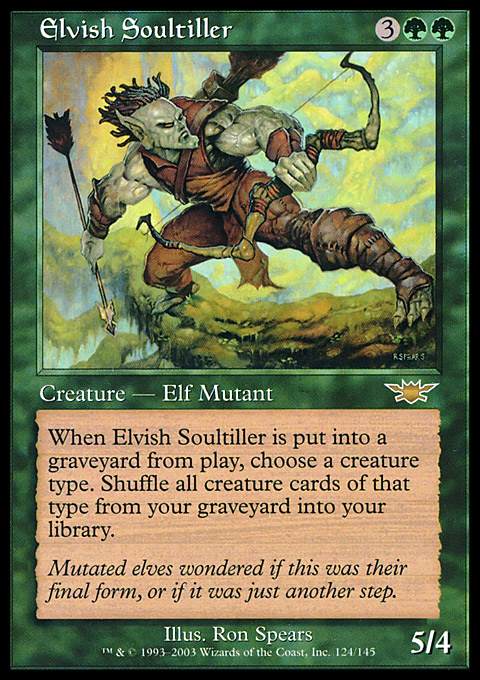 Elvish Soultiller 3
R.SPEARS
Creature — Elf Mutant
When Elvish Soultiller is put into a
graveyard from play, choose a creature
type. Shuffle all creature cards of that
type from your graveyard into your
library.
Mutated elves wondered if this was their
final form, or if it was just another step.
Illus. Ron Spears
5/4
™ & © 1993–2003 Wizards of the Coast, Inc. 124/145